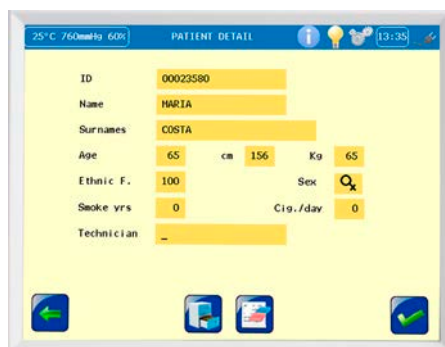 25°C 760mmHg 60% PATIENT DETAIL 13:35
ID 00023580
Name MARIA
Surnames COSTA
Age 65 cm 156 Kg 65
Ethnic F. 100 Sex
Smoke yrs 0 Cig./day 0
Technician _